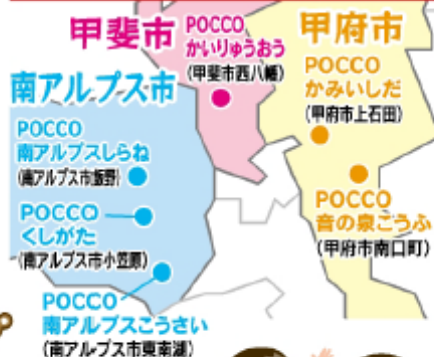 甲斐市
POCCO
かいりゅうおう
(甲斐市西八幡)
甲府市
POCCO
かみいしだ
(甲府市上石田)
南アルプス市
POCCO
南アルプスしらね
(南アルプス市飯野)
POCCO
くしがた
(南アルプス市小笠原)
POCCO
音の泉こうふ
(甲府市南口町)
POCCO
南アルプスこうさい
(南アルプス市東南湖)